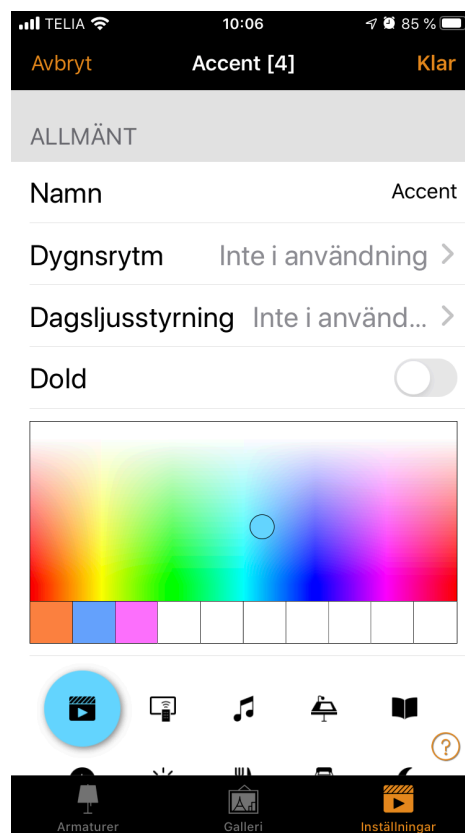 TELIA 10:06 85 %
Avbryt Accent [4] Klar
ALLMÄNT
Namn Accent
Dygnsrytm Inte i användning
Dagsljusstyrning Inte i använd...
Dold
?
Armaturer Galleri Inställningar